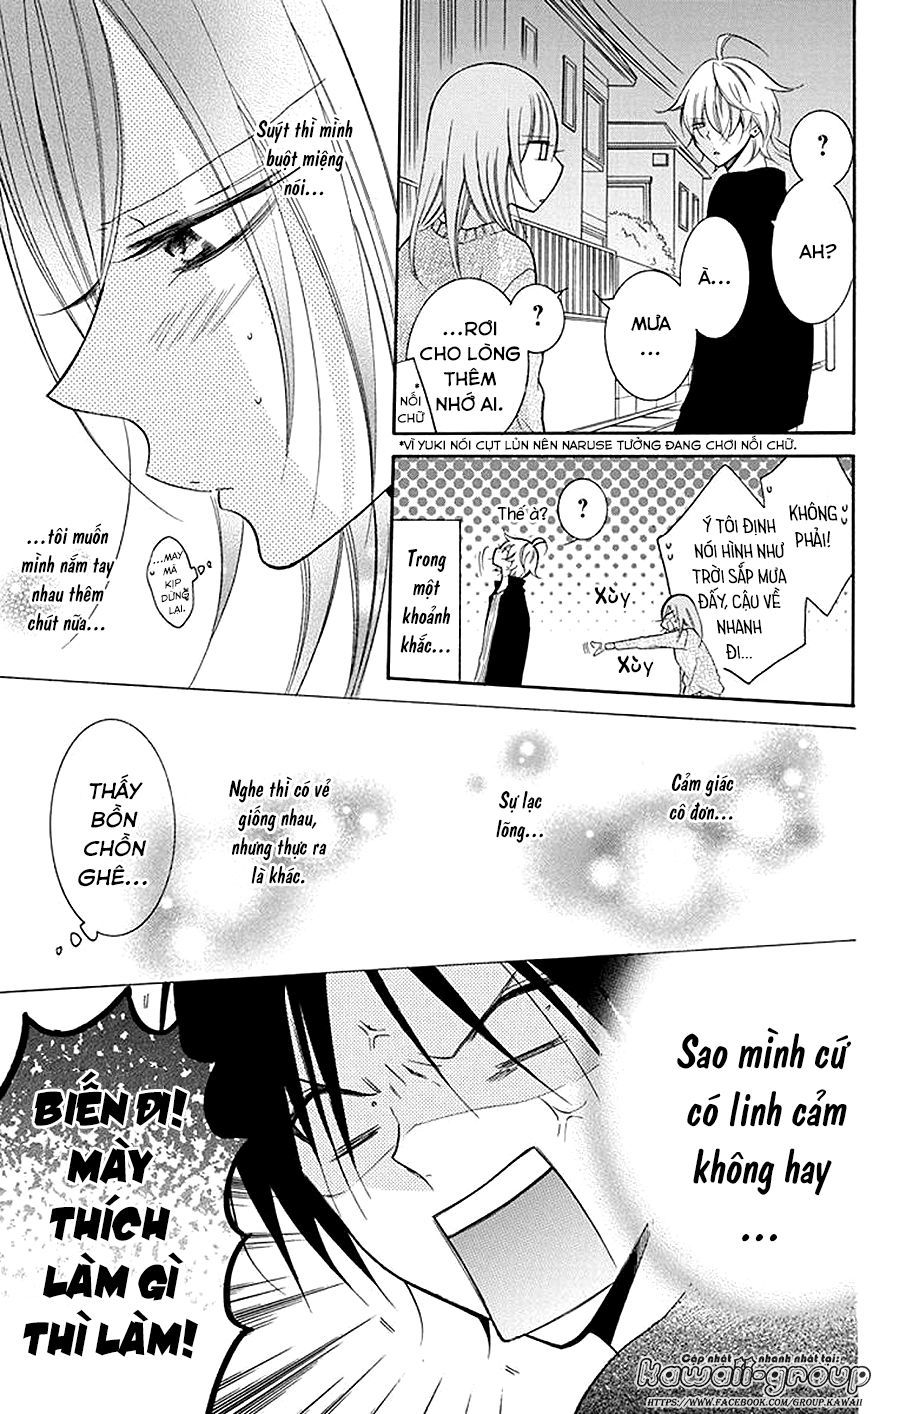 ?
AH?
À...
MƯA
...
?
...RƠI
CHO LÒNG
THÊM
NHỚ AI.
NỐI
CHỮ
*VÌ YUKI NÓI CỤT LỦN NÊN NARUSE TƯỞNG ĐANG CHƠI NỐI CHỮ.
Suýt thì mình
buột miệng
nói...
...tôi muốn
mình nắm tay
nhau thêm
chút nữa...
...MAY
MÀ
KỊP
DỪNG
LẠI.
KHÔNG
PHẢI!
Ý TÔI ĐỊNH
NÓI HÌNH NHƯ
TRỜI SẮP MƯA
ĐẤY, CẬU VỀ
NHANH
ĐI...
?
Thế à?
Xùy
Xùy
Trong
một
khoảnh
khắc...
Cảm giác
cô đơn...
Sự lạc
lõng...
Nghe thì có vẻ
giống nhau,
nhưng thực ra
là khác.
THẤY
BỒN
CHỒN
GHÊ...
Sao mình cứ
có linh cảm
không hay
...
BIẾN ĐI!
MÀY
THÍCH
LÀM GÌ
THÌ LÀM!
Cập nhật nhanh nhất tại:
kawaii-group
HTTPS://WWW.FACEBOOK.COM/GROUP.KAWAII